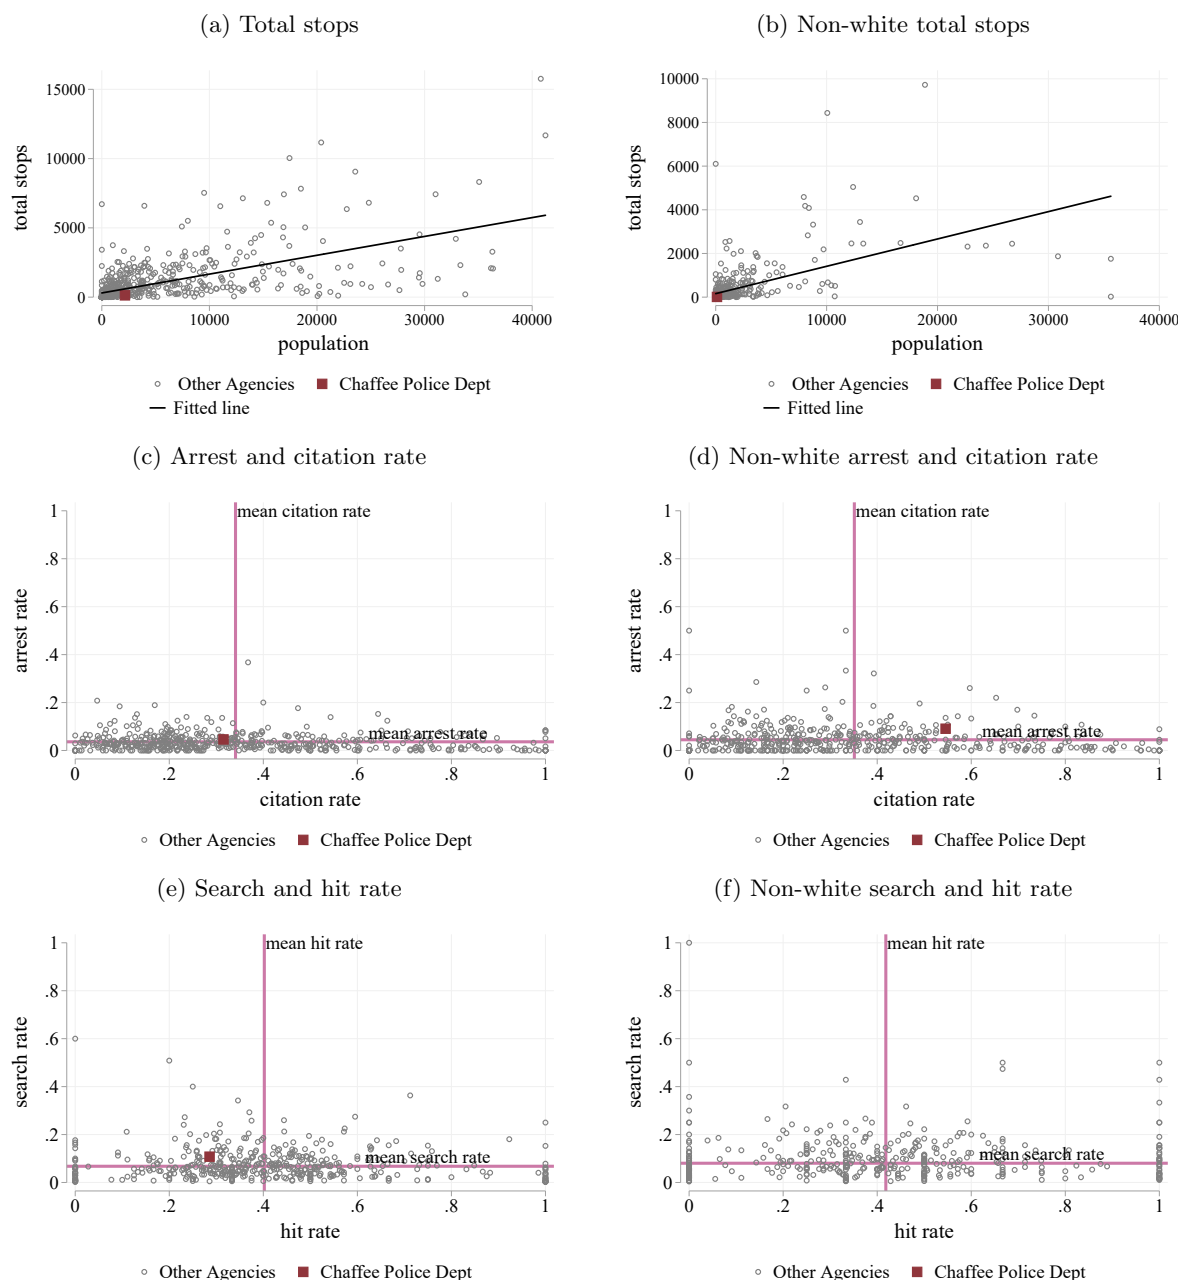 (a) Total stops
(b) Non-white total stops
total stops
15000
10000
5000
0
0
10000
20000
30000
40000
population
Other Agencies
Chaffee Police Dept
Fitted line
total stops
10000
8000
6000
4000
2000
0
0
10000
20000
30000
40000
population
Other Agencies
Chaffee Police Dept
Fitted line
(c) Arrest and citation rate
(d) Non-white arrest and citation rate
arrest rate
1
.8
.6
.4
.2
0
mean citation rate
mean arrest rate
0
.2
.4
.6
.8
1
citation rate
Other Agencies
Chaffee Police Dept
arrest rate
1
.8
.6
.4
.2
0
mean citation rate
mean arrest rate
0
.2
.4
.6
.8
1
citation rate
Other Agencies
Chaffee Police Dept
(e) Search and hit rate
(f) Non-white search and hit rate
search rate
1
.8
.6
.4
.2
0
mean hit rate
mean search rate
0
.2
.4
.6
.8
1
hit rate
Other Agencies
Chaffee Police Dept
search rate
1
.8
.6
.4
.2
0
mean hit rate
mean search rate
0
.2
.4
.6
.8
1
hit rate
Other Agencies
Chaffee Police Dept